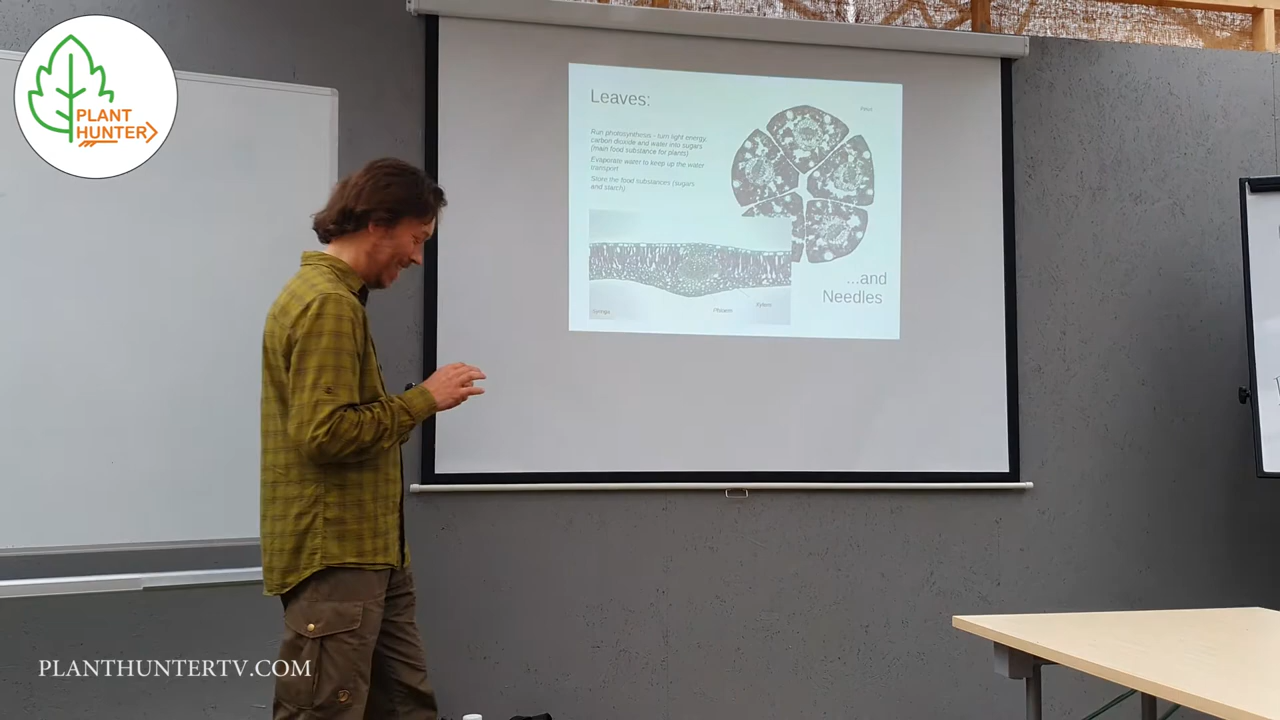 PLANT
HUNTER
Leaves:
Run photosynthesis - turn light energy,
carbon dioxide and water into sugars
(main food substance for plants)
Evaporate water to keep up the water
transport
Store the food substances (sugars
and starch)
...and
Needles
Xylem
Phloem
Syringa
PLANTHUNTERTV.COM